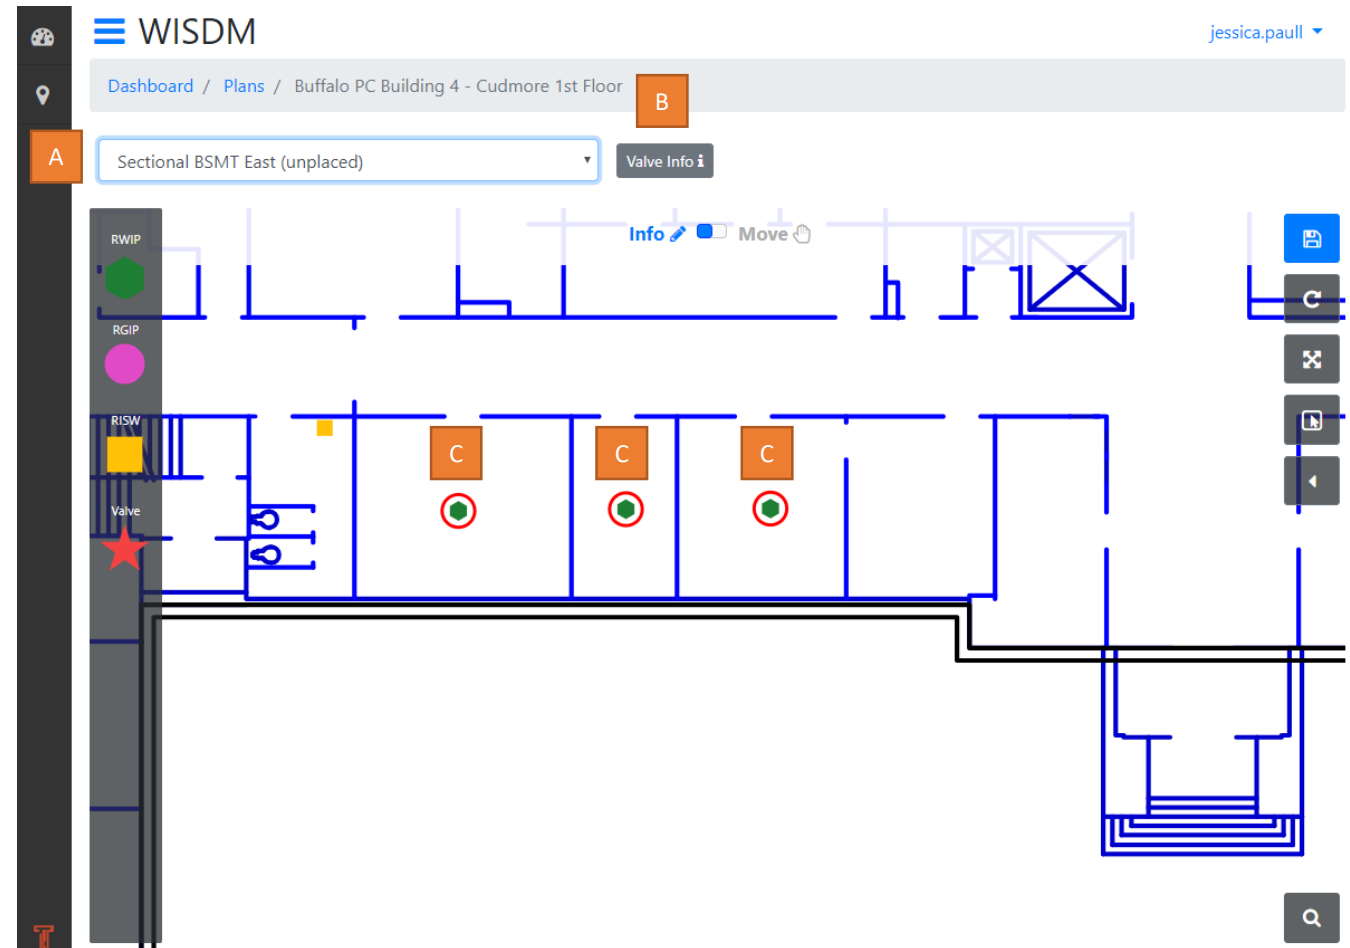 WISDM
jessica.paull
Dashboard / Plans / Buffalo PC Building 4 - Cudmore 1st Floor
B
A
Sectional BSMT East (unplaced)
Valve Info i
Info Move
RWIP
RGIP
RISW
C C C
Valve